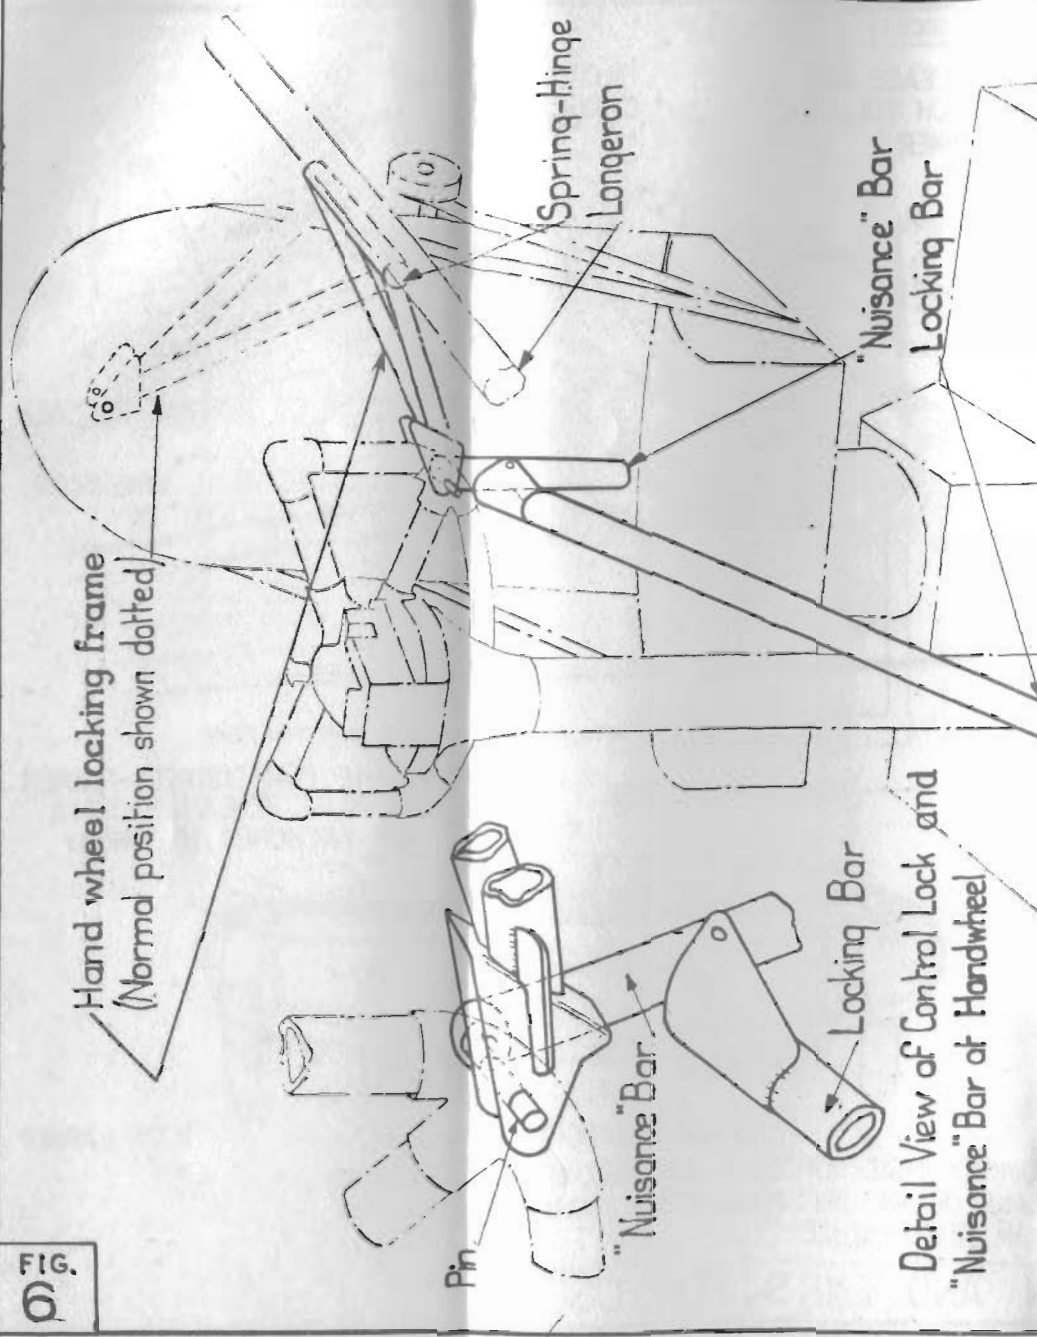 FIG.
6
Hand wheel locking frame
(Normal position shown dotted)
Spring-Hinge
Longeron
"Nuisance" Bar
Locking Bar
Pin
"Nuisance" Bar
Locking Bar
Detail View of Control Lock and
"Nuisance" Bar at Handwheel